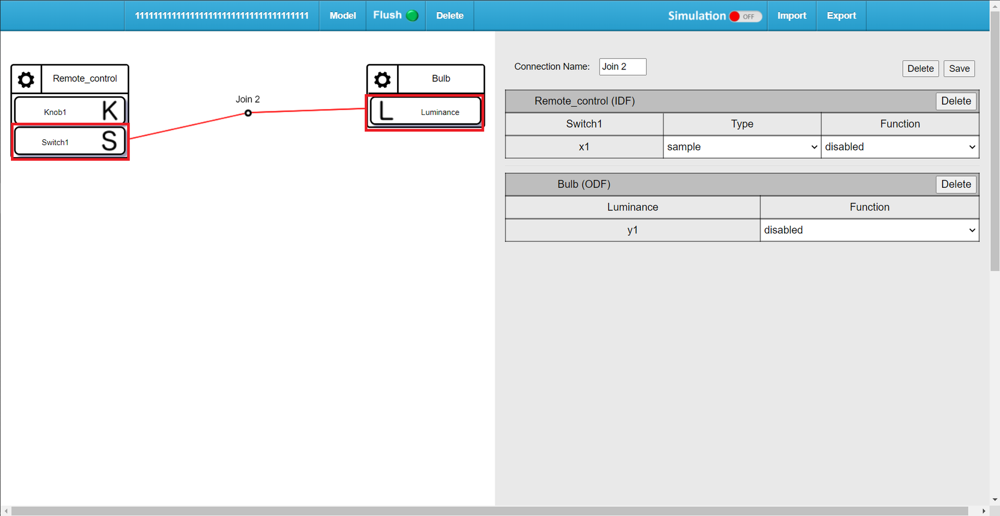 11111111111111111111111111111111111111 Model Flush Delete Simulation OFF Import Export
Connection Name: Join 2 Delete Save
Remote_control Bulb
Knob1 K
Switch1 S
Join 2
L Luminance
Remote_control (IDF) Delete
Switch1 Type Function
x1 sample disabled
Bulb (ODF) Delete
Luminance Function
y1 disabled